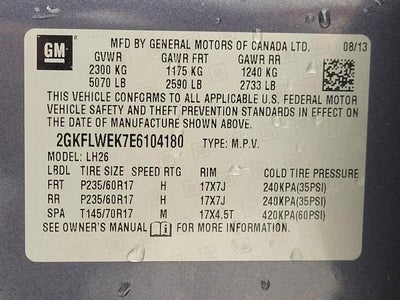 GM
MFD BY GENERAL MOTORS OF CANADA LTD. 08/13
GVWR GAWR FRT GAWR RR
2300 KG 1175 KG 1240 KG
5070 LB 2590 LB 2733 LB
THIS VEHICLE CONFORMS TO ALL APPLICABLE U.S. FEDERAL MOTOR
VEHICLE SAFETY AND THEFT PREVENTION STANDARDS IN EFFECT ON
THE DATE OF MANUFACTURE SHOWN ABOVE.
2GKFLWEK7E6104180 TYPE: M.P.V.
MODEL: LH26
LRDL TIRE SIZE SPEED RTG RIM COLD TIRE PRESSURE
FRT P235/60R17 H 17X7J 240KPA(35PSI)
RR P235/60R17 H 17X7J 240KPA(35PSI)
SPA T145/70R17 M 17X4.5T 420KPA(60PSI)
SEE OWNER'S MANUAL FOR MORE INFORMATION.